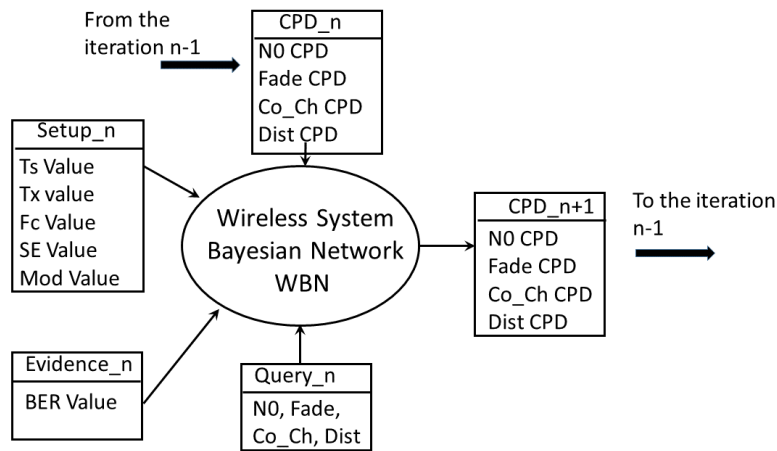 From the
iteration n-1
CPD_n
N0 CPD
Fade CPD
Co_Ch CPD
Dist CPD
Setup_n
Ts Value
Tx value
Fc Value
SE Value
Mod Value
Wireless System
Bayesian Network
WBN
CPD_n+1
N0 CPD
Fade CPD
Co_Ch CPD
Dist CPD
To the iteration
n-1
Evidence_n
BER Value
Query_n
N0, Fade,
Co_Ch, Dist